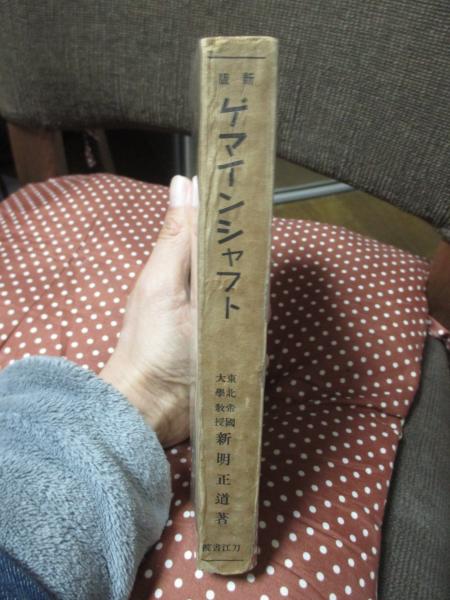 新版
ゲマインシャフト
東北帝國
大學教授
新明正道著
刀江書院